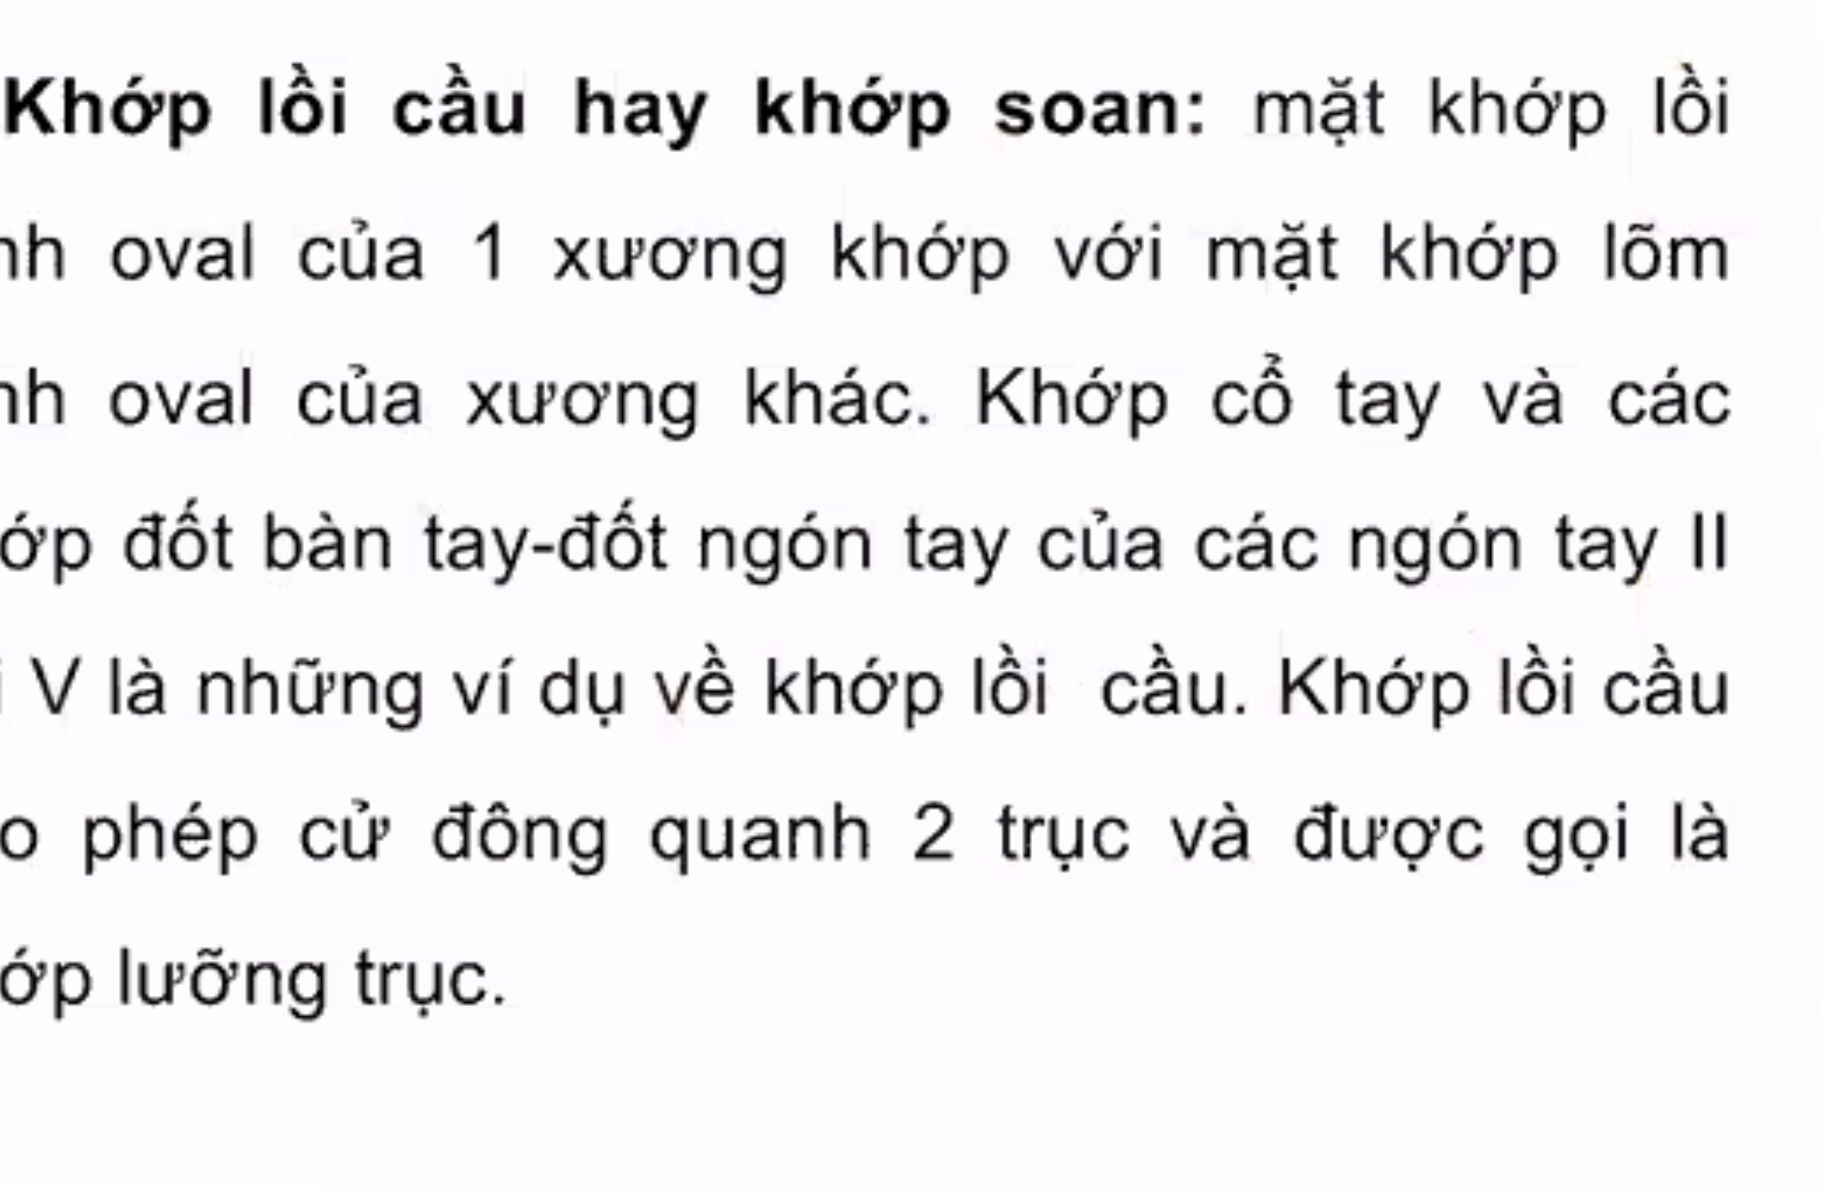 Khớp lồi cầu hay khớp soan: mặt khớp lồi
nh oval của 1 xương khớp với mặt khớp lõm
nh oval của xương khác. Khớp cổ tay và các
ớp đốt bàn tay-đốt ngón tay của các ngón tay II
i V là những ví dụ về khớp lồi cầu. Khớp lồi cầu
o phép cử đông quanh 2 trục và được gọi là
ớp lưỡng trục.